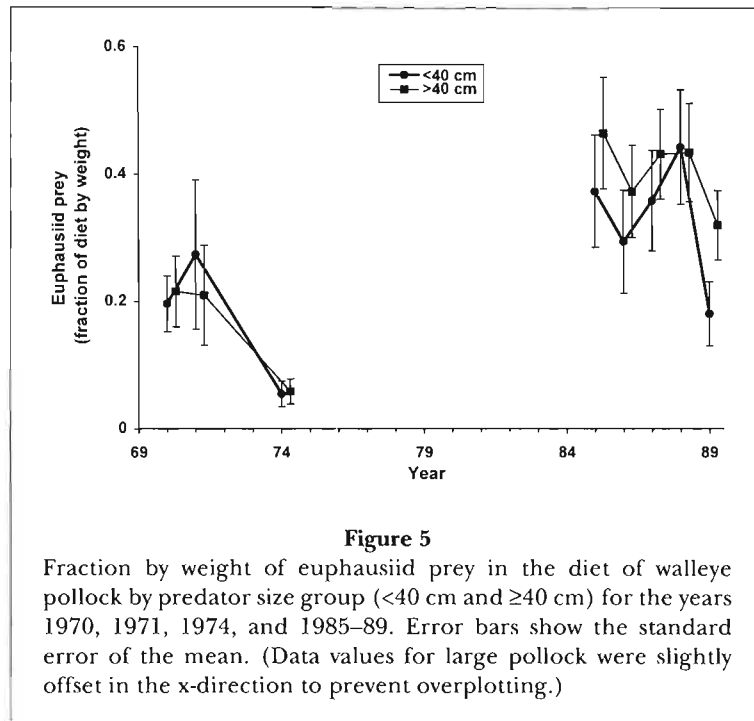 0.6
<40 cm
>40 cm
0.4
Euphausiid prey
(fraction of diet by weight)
0.2
0
69 74 79 84 89
Year
Figure 5
Fraction by weight of euphausiid prey in the diet of walleye
pollock by predator size group (<40 cm and ≥40 cm) for the years
1970, 1971, 1974, and 1985–89. Error bars show the standard
error of the mean. (Data values for large pollock were slightly
offset in the x-direction to prevent overplotting.)